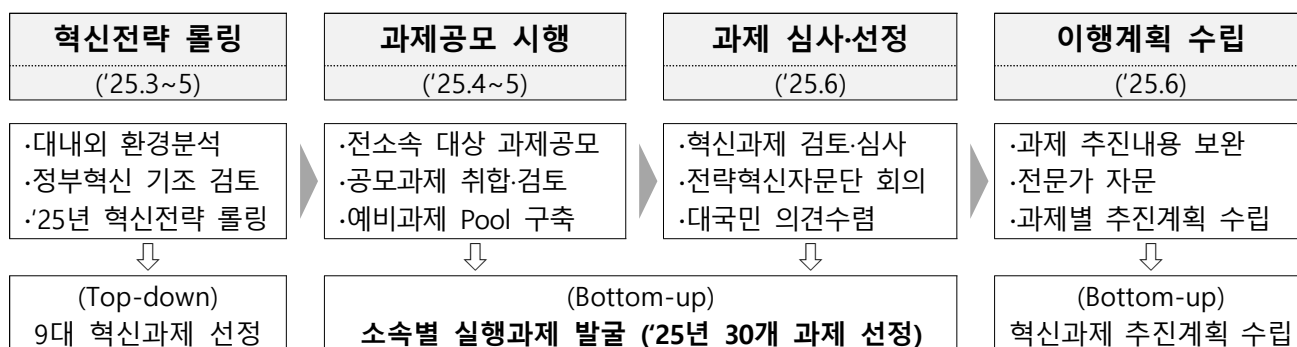 혁신전략 롤링
('25.3~5)
·대내외 환경분석
·정부혁신 기조 검토
·'25년 혁신전략 롤링
(Top-down)
9대 혁신과제 선정
과제공모 시행
('25.4~5)
·전소속 대상 과제공모
·공모과제 취합·검토
·예비과제 Pool 구축
과제 심사·선정
('25.6)
·혁신과제 검토·심사
·전략혁신자문단 회의
·대국민 의견수렴
(Bottom-up)
소속별 실행과제 발굴 ('25년 30개 과제 선정)
이행계획 수립
('25.6)
·과제 추진내용 보완
·전문가 자문
·과제별 추진계획 수립
(Bottom-up)
혁신과제 추진계획 수립